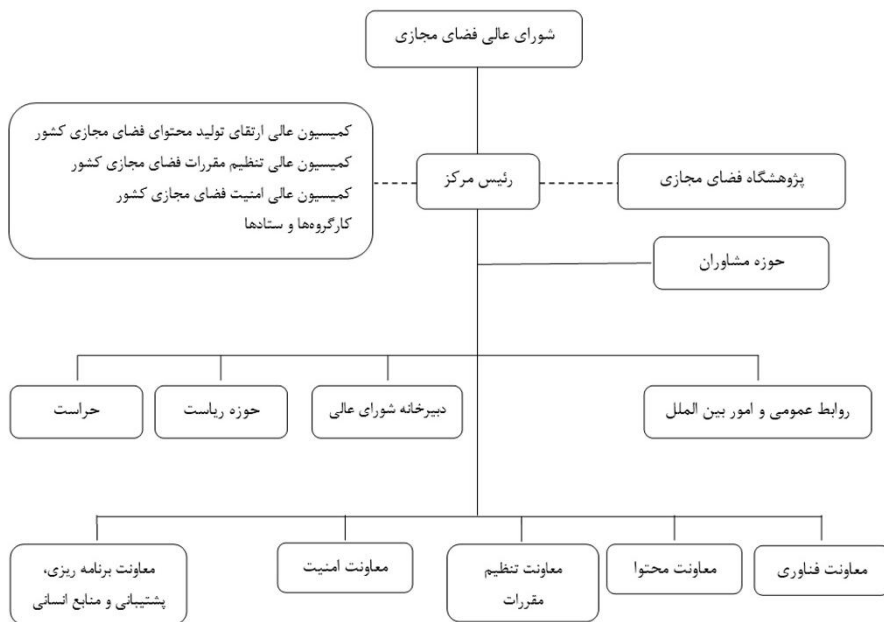 شورای عالی فضای مجازی
کمیسیون عالی ارتقای تولید محتوای فضای مجازی کشور
کمیسیون عالی تنظیم مقررات فضای مجازی کشور
کمیسیون عالی امنیت فضای مجازی کشور
کارگروه‌ها و ستادها
رئیس مرکز
پژوهشگاه فضای مجازی
حوزه مشاوران
روابط عمومی و امور بین الملل
دبیرخانه شورای عالی
حوزه ریاست
حراست
معاونت فناوری
معاونت محتوا
معاونت تنظیم
مقررات
معاونت امنیت
معاونت برنامه ریزی،
پشتیبانی و منابع انسانی